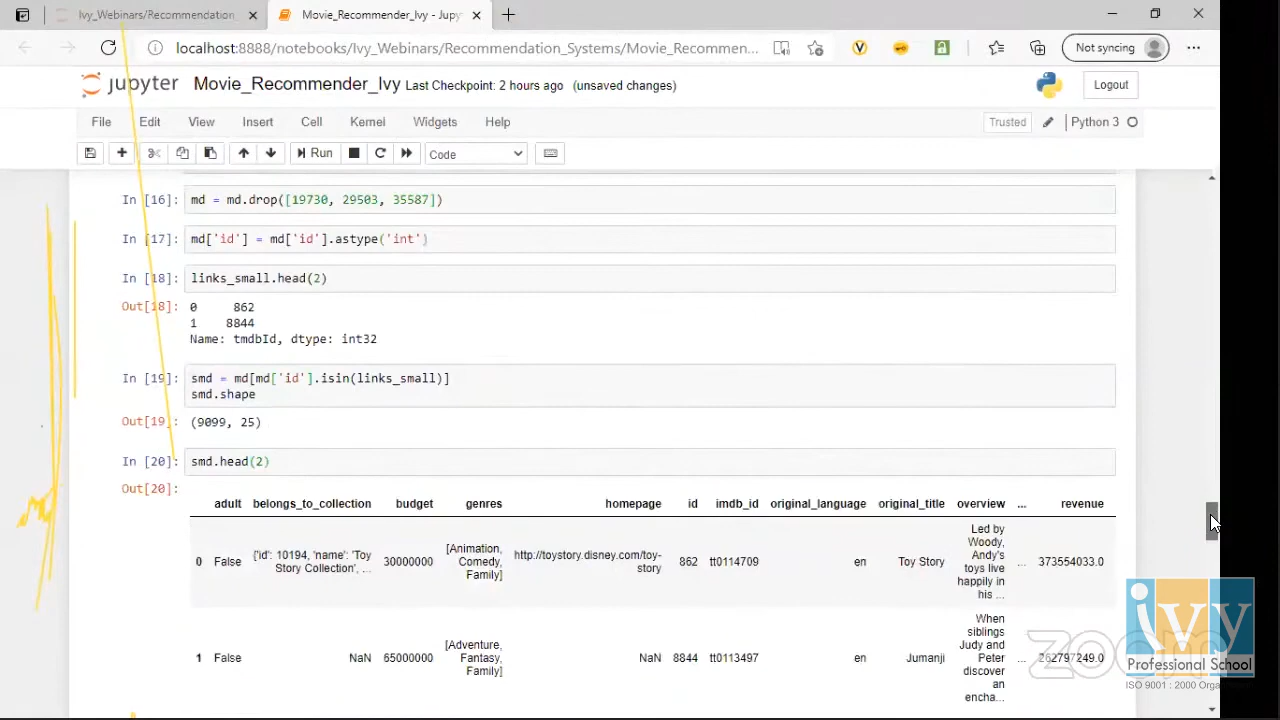 Ivy_Webinars/Recommendation_
Movie_Recommender_Ivy - Jupyt
localhost:8888/notebooks/Ivy_Webinars/Recommendation_Systems/Movie_Recommen...
Not syncing
jupyter Movie_Recommender_Ivy Last Checkpoint: 2 hours ago (unsaved changes)
Logout
File Edit View Insert Cell Kernel Widgets Help
Trusted Python 3
Run Code
In [16]: md = md.drop([19730, 29503, 35587])
In [17]: md['id'] = md['id'].astype('int')
In [18]: links_small.head(2)
Out[18]: 0 862
1 8844
Name: tmdbId, dtype: int32
In [19]: smd = md[md['id'].isin(links_small)]
smd.shape
Out[19]: (9099, 25)
In [20]: smd.head(2)
Out[20]:
adult belongs_to_collection budget genres homepage id imdb_id original_language original_title overview ... revenue
0 False {'id': 10194, 'name': 'Toy Story Collection', ... 30000000 [Animation, Comedy, Family] http://toystory.disney.com/toy-story 862 tt0114709 en Toy Story Led by Woody, Andy's toys live happily in his ... ... 373554033.0
1 False NaN 65000000 [Adventure, Fantasy, Family] NaN 8844 tt0113497 en Jumanji When siblings Judy and Peter discover an encha... ... 262797249.0
zoom
ivy
Professional School
ISO 9001 : 2000